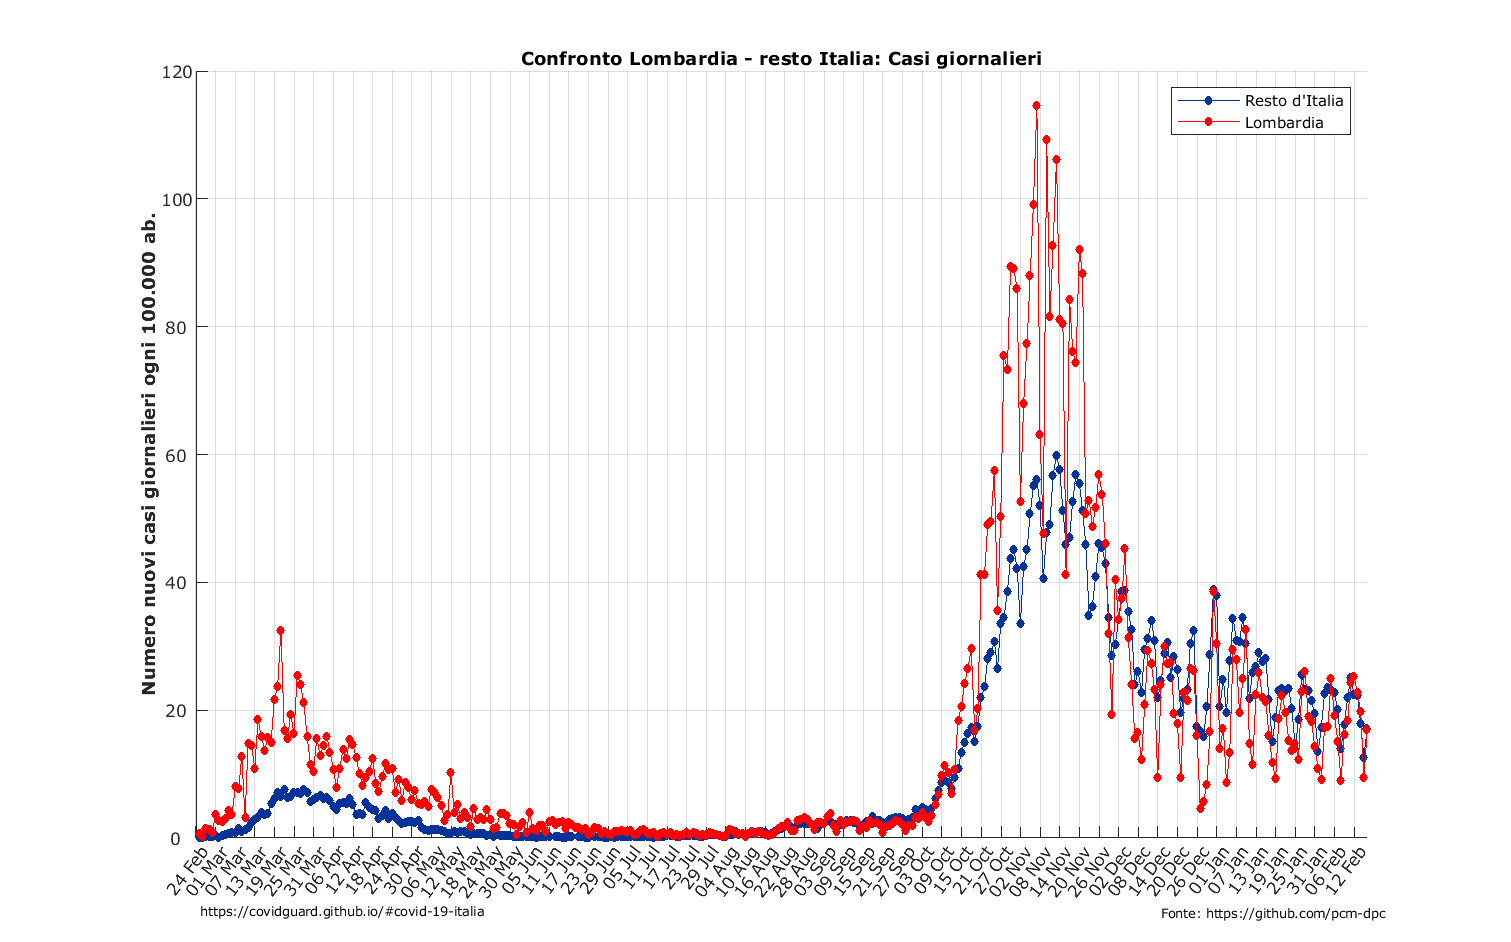 Confronto Lombardia - resto Italia: Casi giornalieri
Numero nuovi casi giornalieri ogni 100.000 ab.
120
100
80
60
40
20
0
Resto d'Italia
Lombardia
24 Feb
01 Mar
07 Mar
13 Mar
19 Mar
25 Mar
31 Mar
06 Apr
12 Apr
18 Apr
24 Apr
30 Apr
06 May
12 May
18 May
24 May
30 May
05 Jun
11 Jun
17 Jun
23 Jun
29 Jun
05 Jul
11 Jul
17 Jul
23 Jul
29 Jul
04 Aug
10 Aug
16 Aug
22 Aug
28 Aug
03 Sep
09 Sep
15 Sep
21 Sep
27 Sep
03 Oct
09 Oct
15 Oct
21 Oct
27 Oct
02 Nov
08 Nov
14 Nov
20 Nov
26 Nov
02 Dec
08 Dec
14 Dec
20 Dec
26 Dec
01 Jan
07 Jan
13 Jan
19 Jan
25 Jan
31 Jan
06 Feb
12 Feb
https://covidguard.github.io/#covid-19-italia
Fonte: https://github.com/pcm-dpc